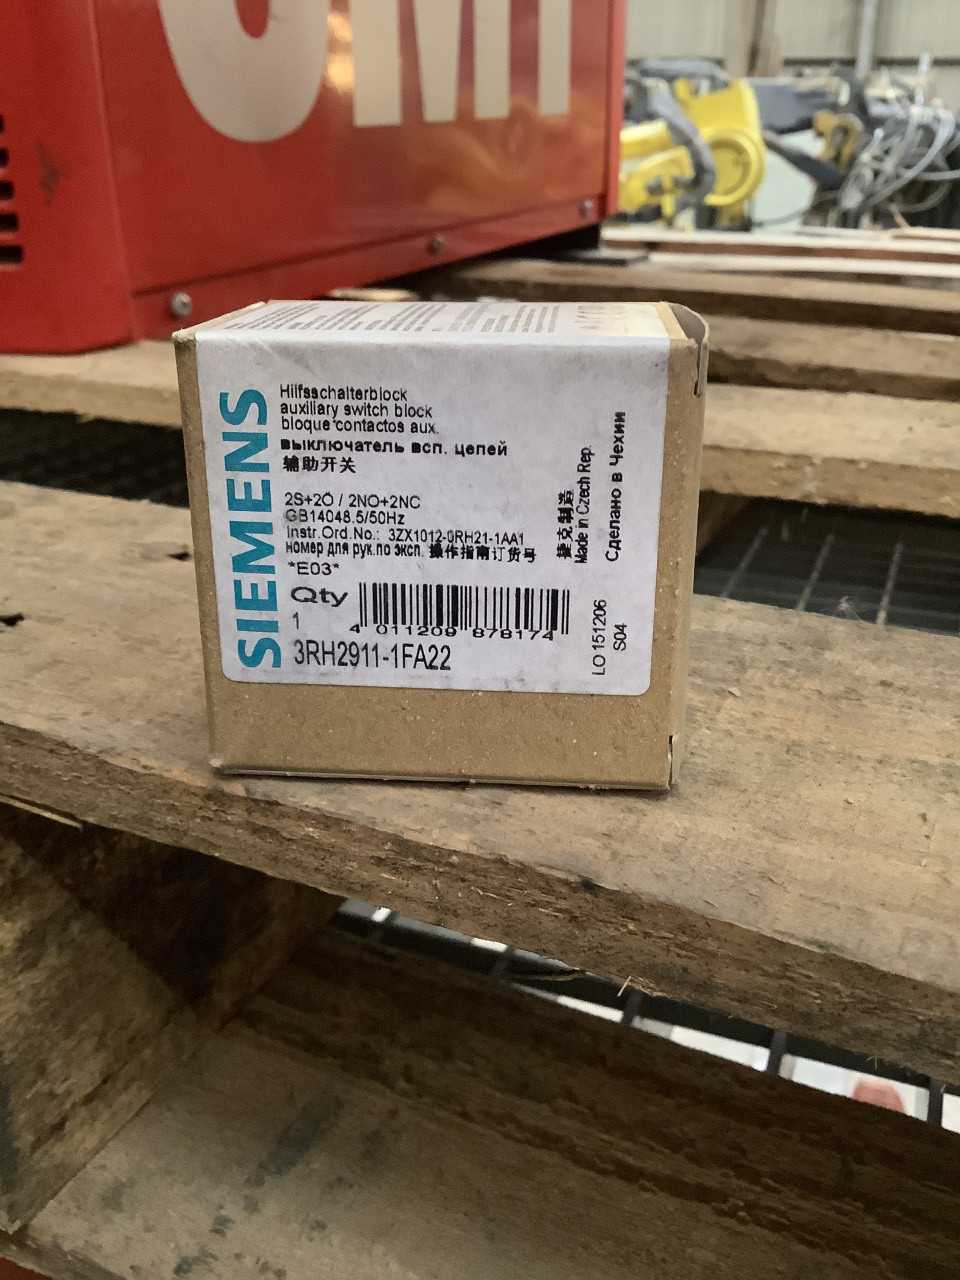 SIEMENS
Hilfsschalterblock
auxiliary switch block
bloque contactos aux.
выключатель всп. цепей
辅助开关
2S+2Ö / 2NO+2NC
GB14048.5/50Hz
Instr.Ord.No.: 3ZX1012-0RH21-1AA1
номер для рук.по эксп. 操作指南订货号
*E03*
Qty
1
4 011209 878174
3RH2911-1FA22
捷克制造
Made in Czech Rep.
Сделано в Чехии
LO 151206
S04